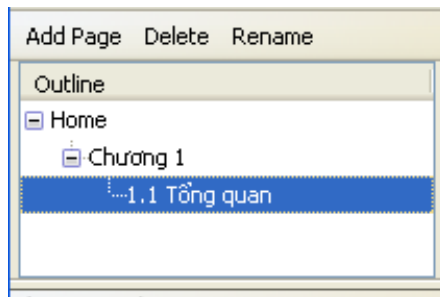 Add Page Delete Rename
Outline
Home
Chương 1
1.1 Tổng quan